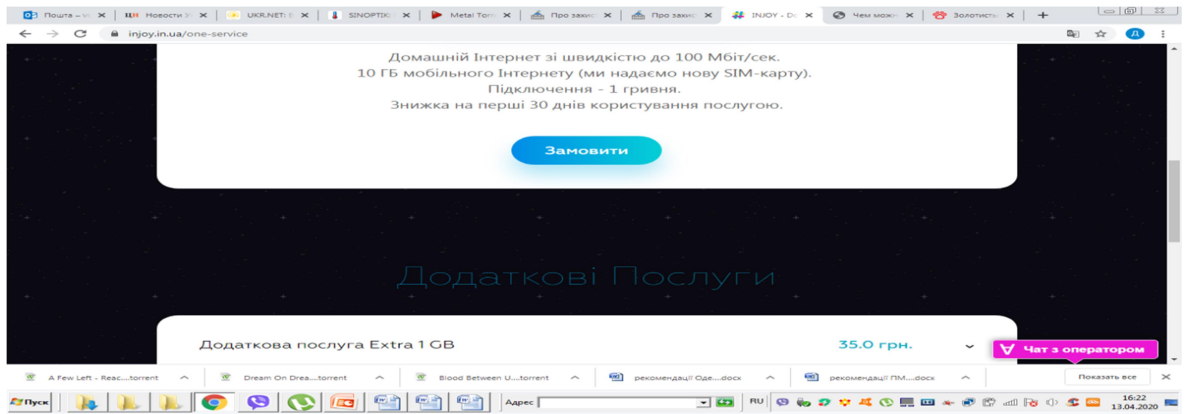 Пошта –
Новости У
UKR.NET:
SINOPTIK:
Metal Torr
Про захис
Про захис
INJOY - Do
Чем можн
Золотисть
injoy.in.ua/one-service
Домашній Інтернет зі швидкістю до 100 Мбіт/сек.
10 ГБ мобільного Інтернету (ми надаємо нову SIM-карту).
Підключення - 1 гривня.
Знижка на перші 30 днів користування послугою.
Замовити
Додаткові Послуги
Додаткова послуга Extra 1 GB
35.0 грн.
Чат з оператором
A Few Left - Reac....torrent
Dream On Drea...torrent
Blood Between U...torrent
рекомендації Оде....docx
рекомендації ПМ....docx
Показать все
Пуск
Адрес
RU
16:22
13.04.2020